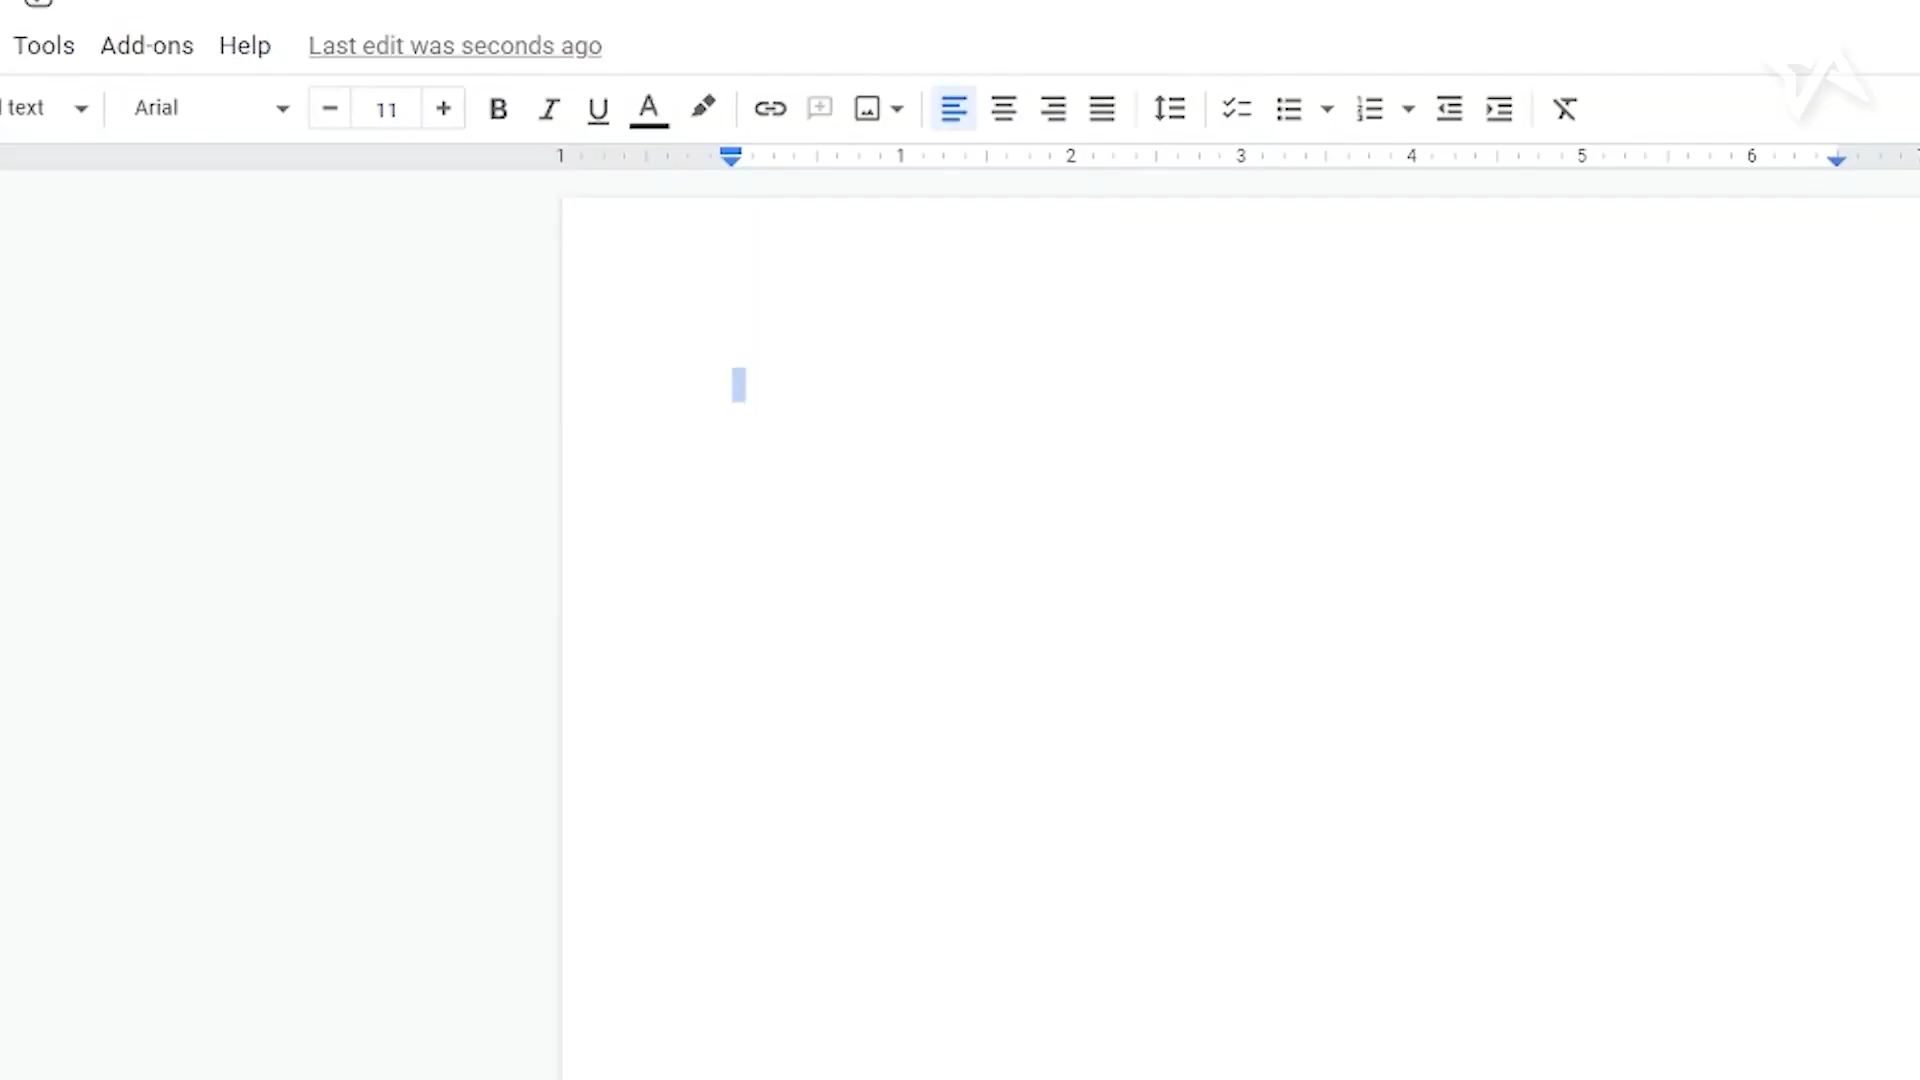 Tools Add-ons Help Last edit was seconds ago
text Arial 11 B I U A
1 1 2 3 4 5 6